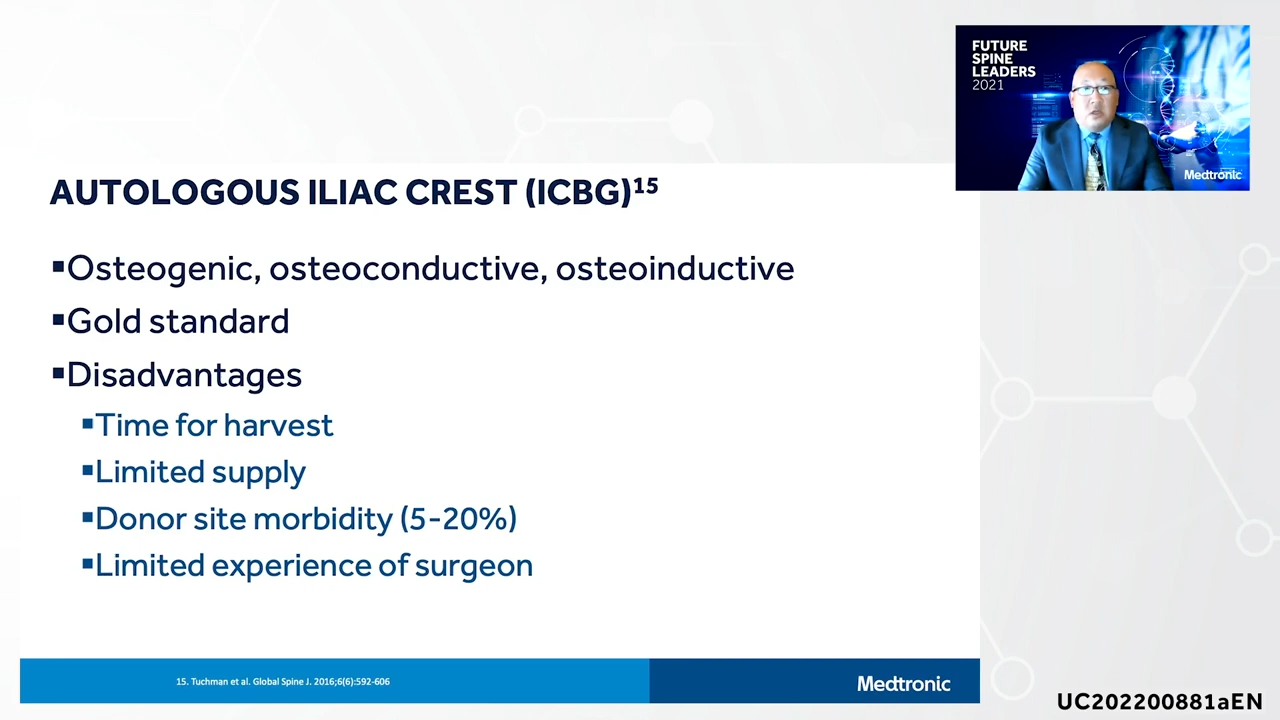 FUTURE
SPINE
LEADERS
2021
Medtronic
AUTOLOGOUS ILIAC CREST (ICBG)¹⁵
▪Osteogenic, osteoconductive, osteoinductive
▪Gold standard
▪Disadvantages
▪Time for harvest
▪Limited supply
▪Donor site morbidity (5-20%)
▪Limited experience of surgeon
15. Tuchman et al. Global Spine J. 2016;6(6):592-606
Medtronic
UC202200881aEN